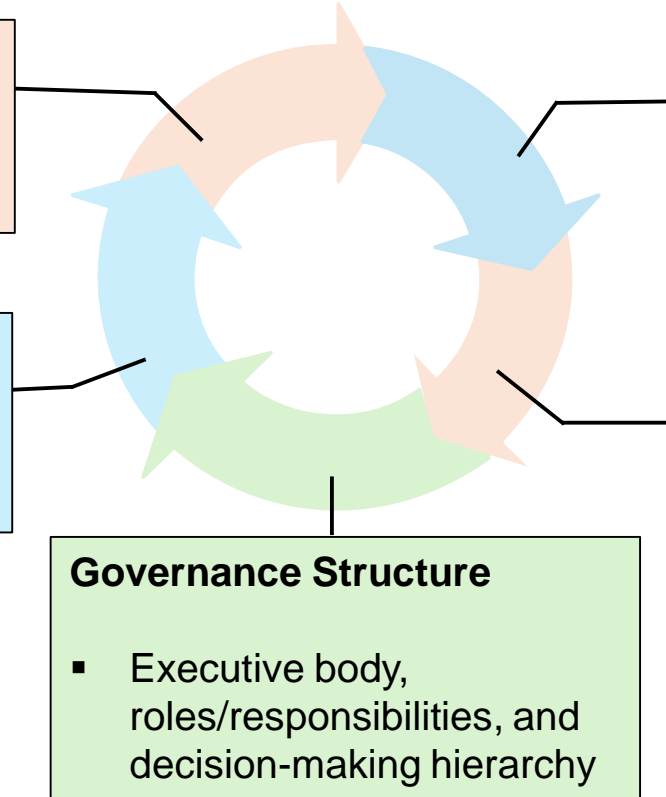 Governance Structure
▪ Executive body,
roles/responsibilities, and
decision-making hierarchy